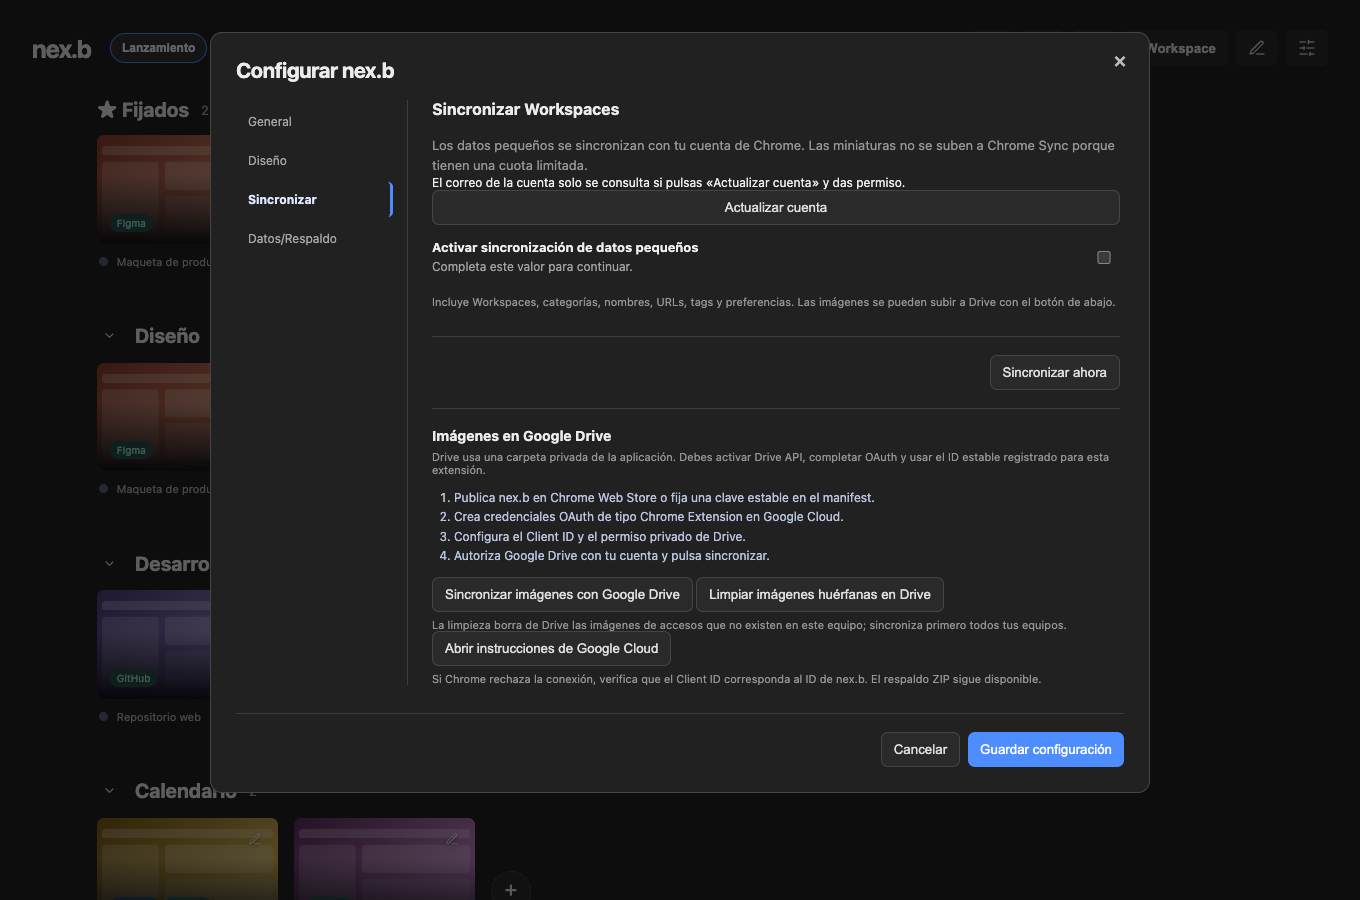 nex.b
Lanzamiento
Workspace
Configurar nex.b
Fijados 2
General
Diseño
Sincronizar
Datos/Respaldo
Sincronizar Workspaces
Los datos pequeños se sincronizan con tu cuenta de Chrome. Las miniaturas no se suben a Chrome Sync porque
tienen una cuota limitada.
El correo de la cuenta solo se consulta si pulsas «Actualizar cuenta» y das permiso.
Actualizar cuenta
Activar sincronización de datos pequeños
Completa este valor para continuar.
Incluye Workspaces, categorías, nombres, URLs, tags y preferencias. Las imágenes se pueden subir a Drive con el botón de abajo.
Sincronizar ahora
Imágenes en Google Drive
Drive usa una carpeta privada de la aplicación. Debes activar Drive API, completar OAuth y usar el ID estable registrado para esta
extensión.
1. Publica nex.b en Chrome Web Store o fija una clave estable en el manifest.
2. Crea credenciales OAuth de tipo Chrome Extension en Google Cloud.
3. Configura el Client ID y el permiso privado de Drive.
4. Autoriza Google Drive con tu cuenta y pulsa sincronizar.
Sincronizar imágenes con Google Drive
Limpiar imágenes huérfanas en Drive
La limpieza borra de Drive las imágenes de accesos que no existen en este equipo; sincroniza primero todos tus equipos.
Abrir instrucciones de Google Cloud
Si Chrome rechaza la conexión, verifica que el Client ID corresponda al ID de nex.b. El respaldo ZIP sigue disponible.
Cancelar
Guardar configuración
Figma
Maqueta de produ
Diseño
Figma
Maqueta de produ
Desarro
GitHub
Repositorio web
Calendario